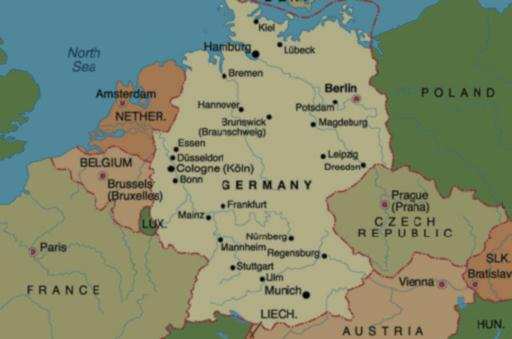 Kiel
North
Sea
Hamburg
Lübeck
Bremen
Amsterdam
Berlin
Hannover
Potsdam
POLAND
NETHER.
Brunswick
(Braunschweig)
Magdeburg
Essen
Düsseldorf
Leipzig
BELGIUM
Cologne (Köln)
Dresden
Brussels
(Bruxelles)
Bonn
GERMANY
Prague
(Praha)
Frankfurt
Mainz
LUX.
CZECH
REPUBLIC
Nürnberg
Paris
Mannheim
Regensburg
SLK.
Stuttgart
Bratislav
Ulm
Vienna
FRANCE
Munich
LIECH.
AUSTRIA
HUN.